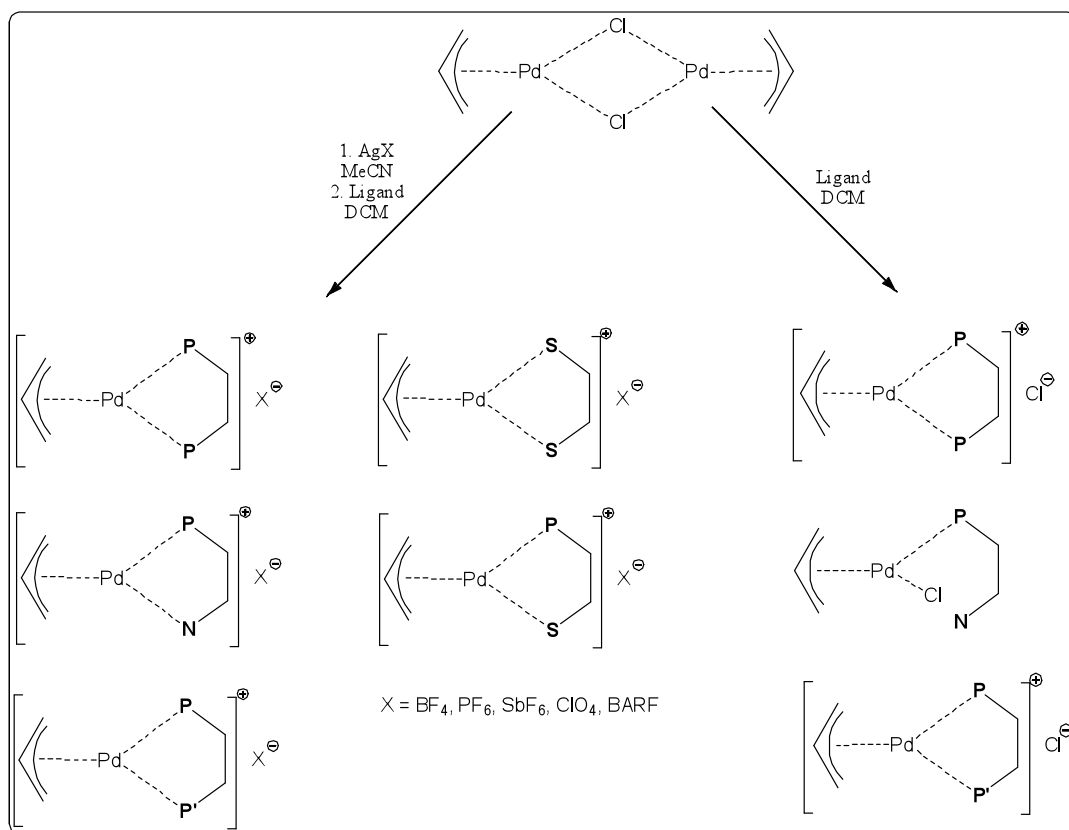 Cl
Pd Pd
Cl
1. AgX
MeCN
2. Ligand
DCM
Ligand
DCM
P ⊕ S ⊕ P ⊕
Pd X⊖ Pd X⊖ Pd Cl⊖
P S P
P ⊕ P ⊕ P
Pd X⊖ Pd X⊖ Pd
Cl
N S N
X = BF4, PF6, SbF6, ClO4, BARF
P ⊕ P ⊕
Pd X⊖ Pd Cl⊖
P' P'